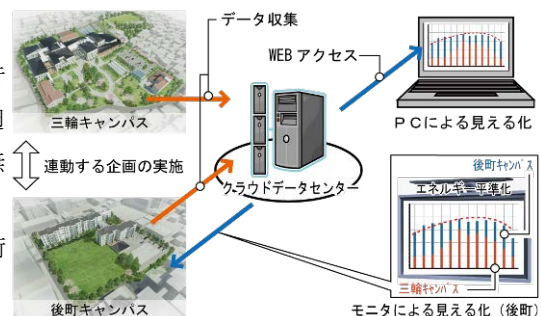 データ収集
WEB アクセス
三輪キャンパス
PCによる見える化
連動する企画の実施
クラウドデータセンター
後町キャンパス
エネルギー平準化
三輪キャンパス
後町キャンパス
モニタによる見える化（後町）